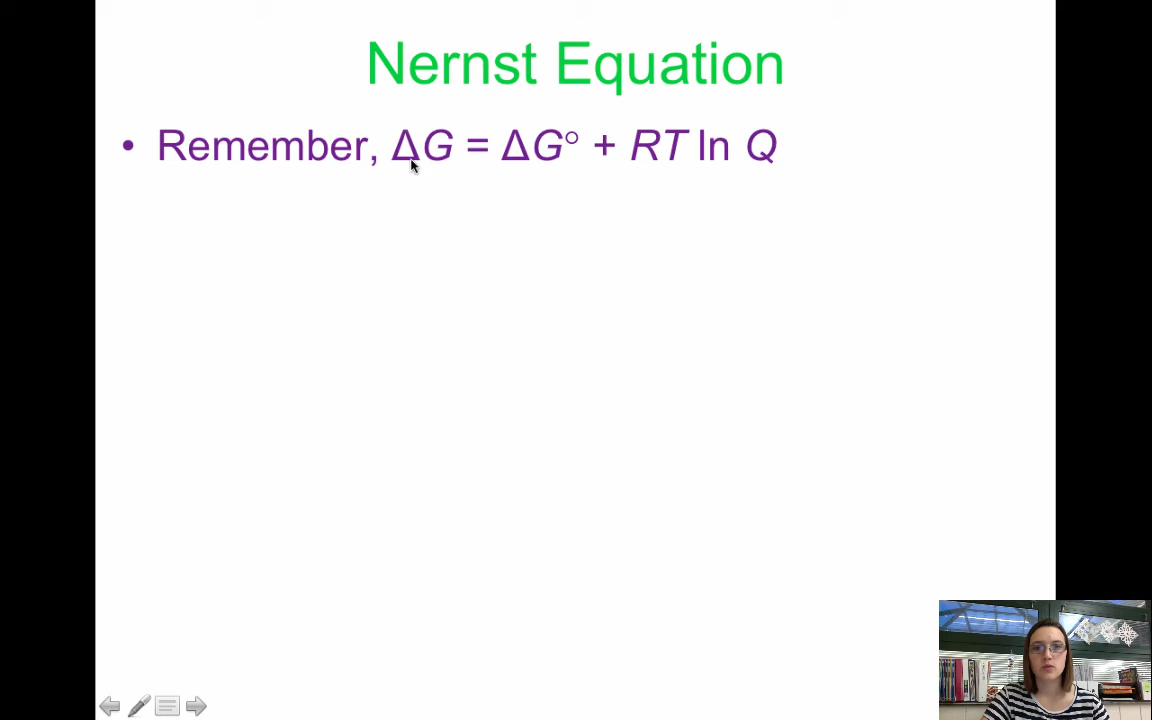 Nernst Equation
• Remember, ΔG = ΔG° + RT ln Q